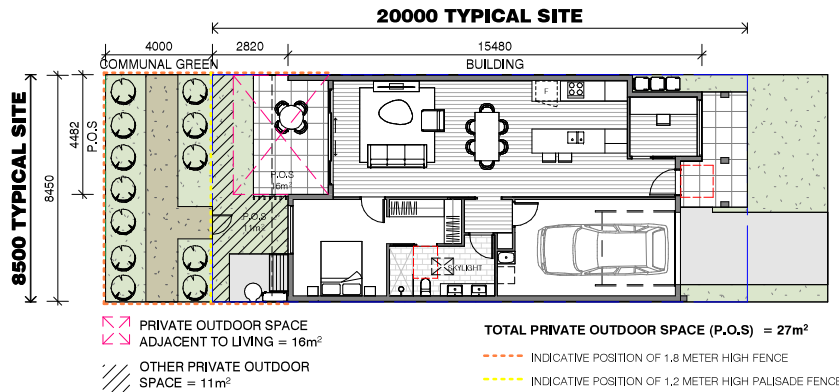 20000 TYPICAL SITE
4000
2820
15480
COMMUNAL GREEN
BUILDING
8500 TYPICAL SITE
8450
4482
P.O.S
F
P.O.S
16m²
P.O.S
11m²
SKYLIGHT
PRIVATE OUTDOOR SPACE
ADJACENT TO LIVING = 16m²
OTHER PRIVATE OUTDOOR
SPACE = 11m²
TOTAL PRIVATE OUTDOOR SPACE (P.O.S) = 27m²
INDICATIVE POSITION OF 1.8 METER HIGH FENCE
INDICATIVE POSITION OF 1,2 METER HIGH PALISADE FENCE